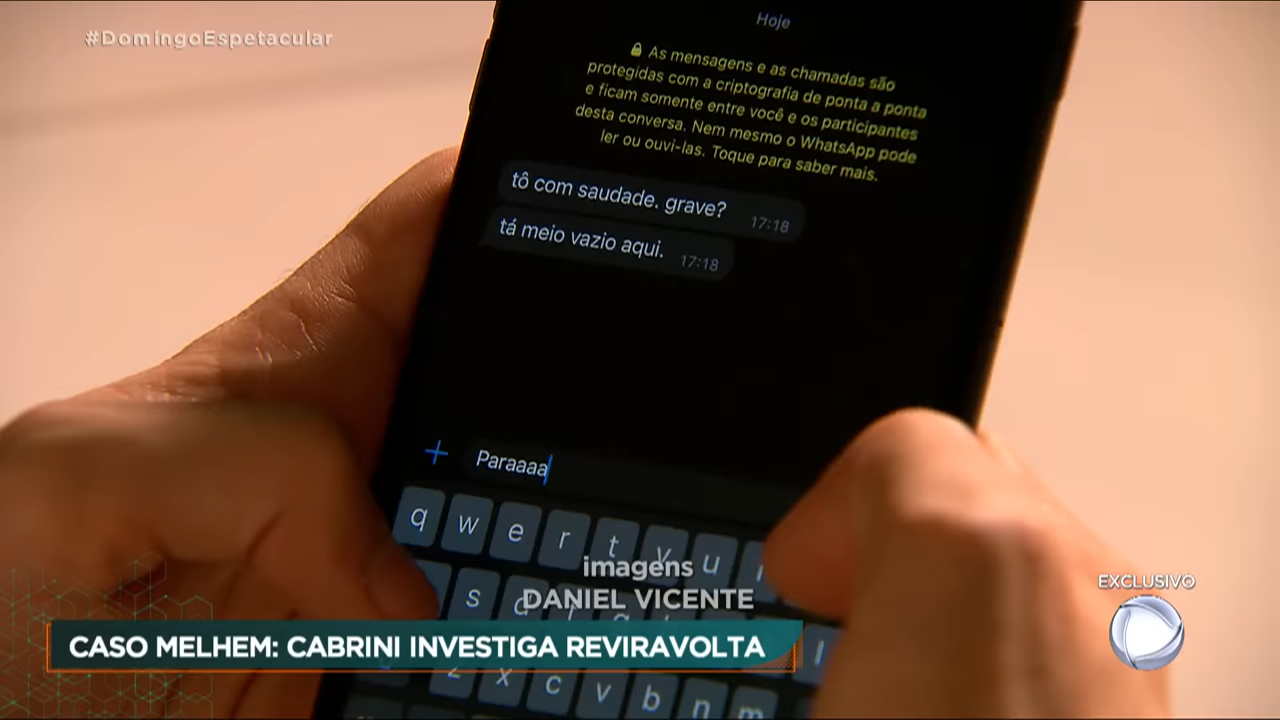 #DomingoEspetacular
Hoje
As mensagens e as chamadas são
protegidas com a criptografia de ponta a ponta
e ficam somente entre você e os participantes
desta conversa. Nem mesmo o WhatsApp pode
ler ou ouvi-las. Toque para saber mais.
tô com saudade. grave? 17:18
tá meio vazio aqui. 17:18
+ Paraaaa
q w e r t y u
imagens
s d f g
DANIEL VICENTE
EXCLUSIVO
CASO MELHEM: CABRINI INVESTIGA REVIRAVOLTA
l
z x c v b n m